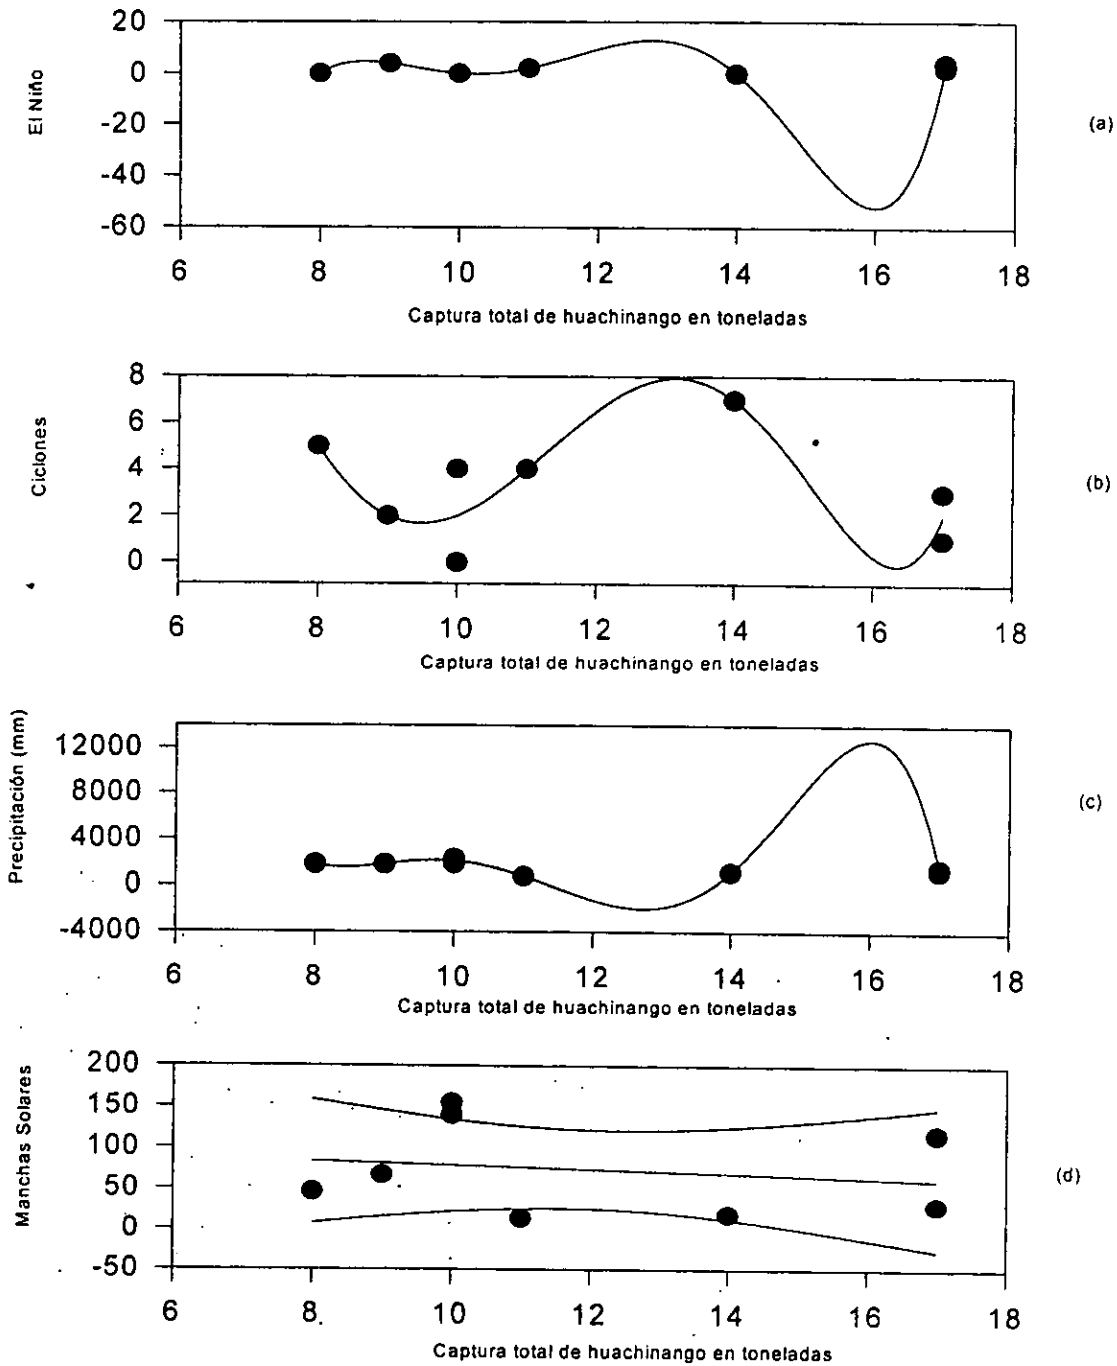 20
0
-20
-40
-60
El Niño
(a)
6 8 10 12 14 16 18
Captura total de huachinango en toneladas
8
6
4
2
0
Ciclones
(b)
6 8 10 12 14 16 18
Captura total de huachinango en toneladas
12000
8000
4000
0
-4000
Precipitación (mm)
(c)
6 8 10 12 14 16 18
Captura total de huachinango en toneladas
200
150
100
50
0
-50
Manchas Solares
(d)
6 8 10 12 14 16 18
Captura total de huachinango en toneladas